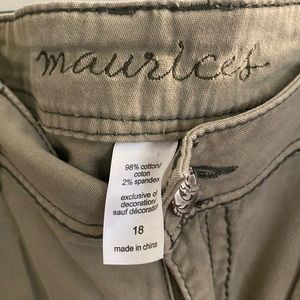 maurices
98% cotton/
coton
2% spandex
exclusive of
decoration/
sauf décoration
18
made in china